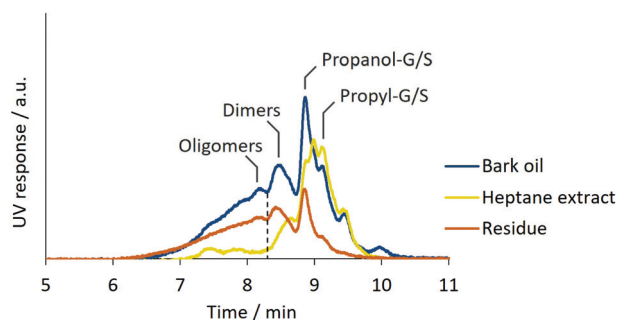 Propanol-G/S
Propyl-G/S
Dimers
Oligomers
UV response / a.u.
Bark oil
Heptane extract
Residue
5 6 7 8 9 10 11
Time / min